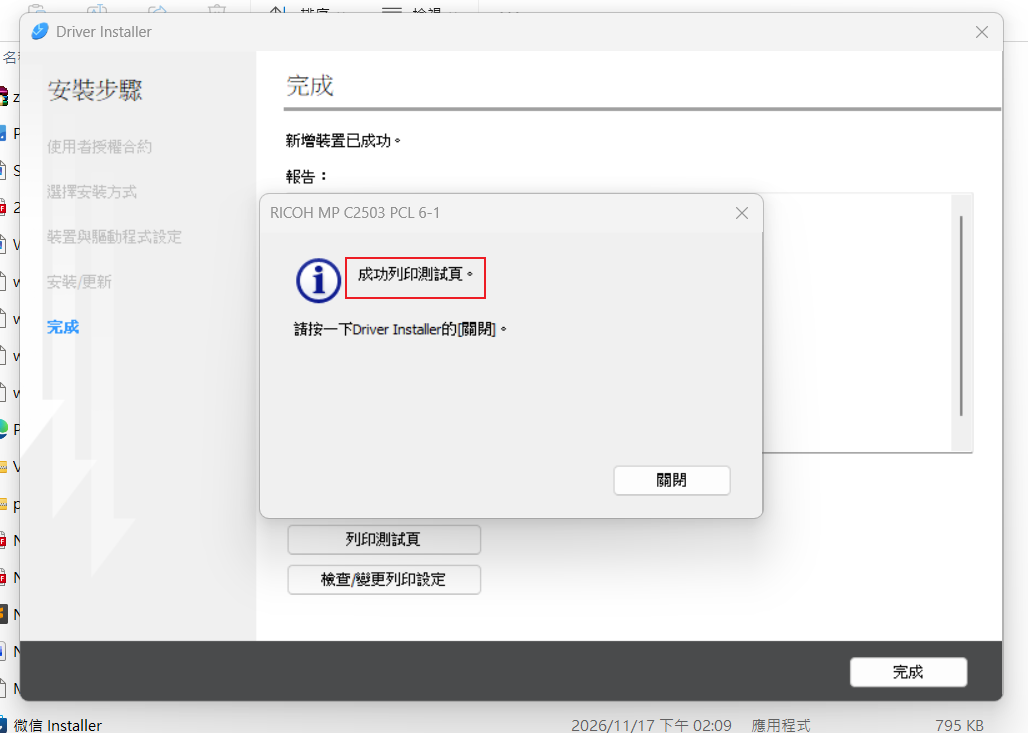 Driver Installer
安裝步驟
使用者授權合約
選擇安裝方式
裝置與驅動程式設定
安裝/更新
完成
完成
新增裝置已成功。
報告：
RICOH MP C2503 PCL 6-1
成功列印測試頁。
請按一下Driver Installer的[關閉]。
關閉
列印測試頁
檢查/變更列印設定
完成
微信 Installer 2026/11/17 下午 02:09 應用程式 795 KB